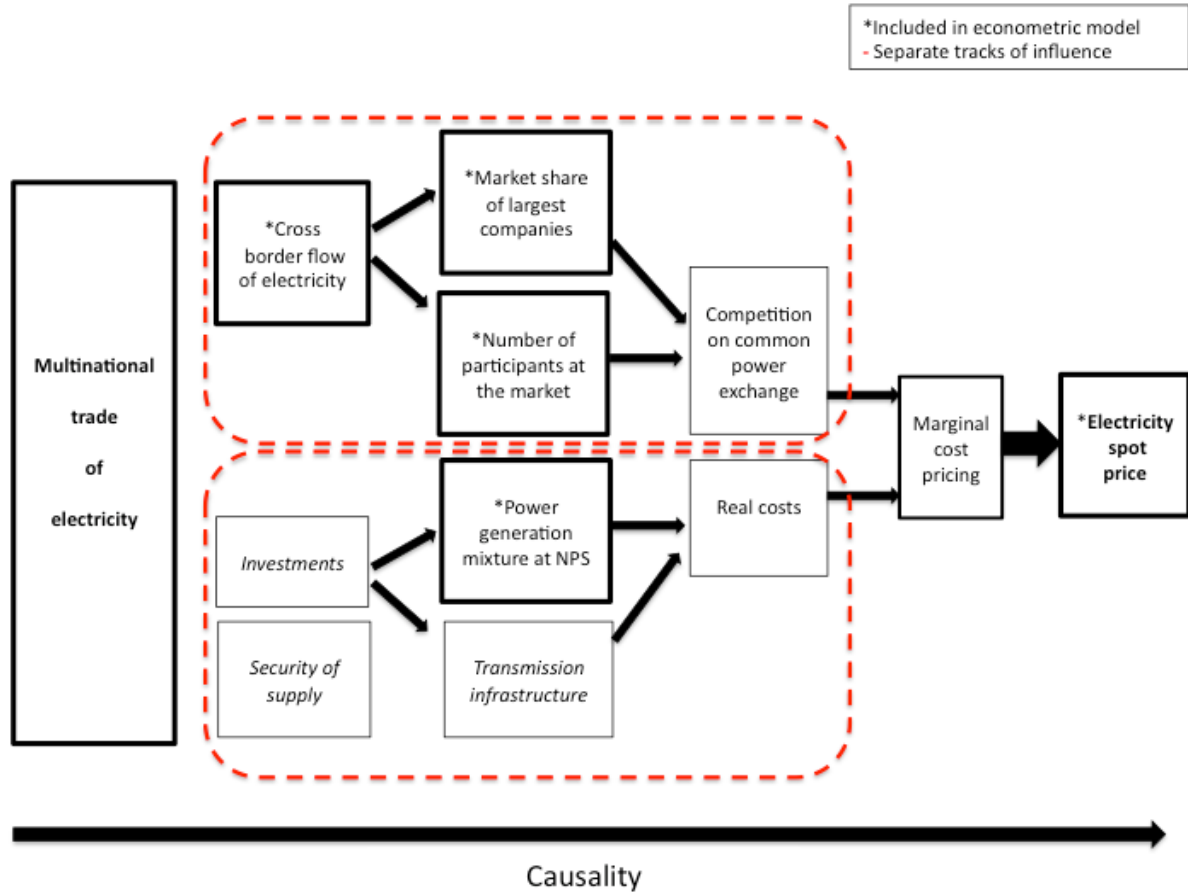 *Included in econometric model
- Separate tracks of influence
Multinational
trade
of
electricity
*Cross
border flow
of electricity
*Market share
of largest
companies
*Number of
participants at
the market
Competition
on common
power
exchange
Investments
Security of
supply
*Power
generation
mixture at NPS
Transmission
infrastructure
Real costs
Marginal
cost
pricing
*Electricity
spot
price
Causality